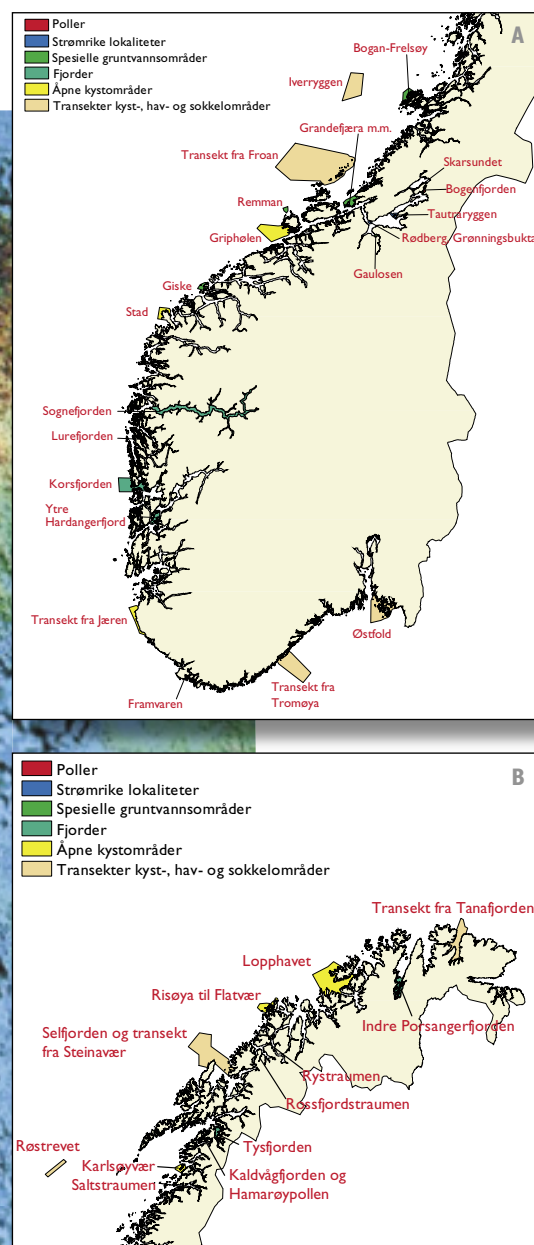 Poller
Strømrike lokaliteter
Spesielle gruntvannsområder
Fjorder
Åpne kystområder
Transekter kyst-, hav- og sokkelområder
A
Bogan-Frelsøy
Iverryggen
Grandefjæra m.m.
Transekt fra Froan
Skarsundet
Bogenfjorden
Remman
Tautraryggen
Griphølen
Rødberg, Grønningsbukta
Gaulosen
Giske
Stad
Sognefjorden
Lurefjorden
Korsfjorden
Ytre
Hardangerfjord
Transekt fra Jæren
Østfold
Framvaren
Transekt fra
Tromøya
Poller
Strømrike lokaliteter
Spesielle gruntvannsområder
Fjorder
Åpne kystområder
Transekter kyst-, hav- og sokkelområder
B
Transekt fra Tanafjorden
Lopphavet
Risøya til Flatvær
Indre Porsangerfjorden
Selfjorden og transekt
fra Steinavær
Rystraumen
Rossfjordstraumen
Tysfjorden
Røstrevet
Karlsøyvær
Saltstraumen
Kaldvågfjorden og
Hamarøypollen